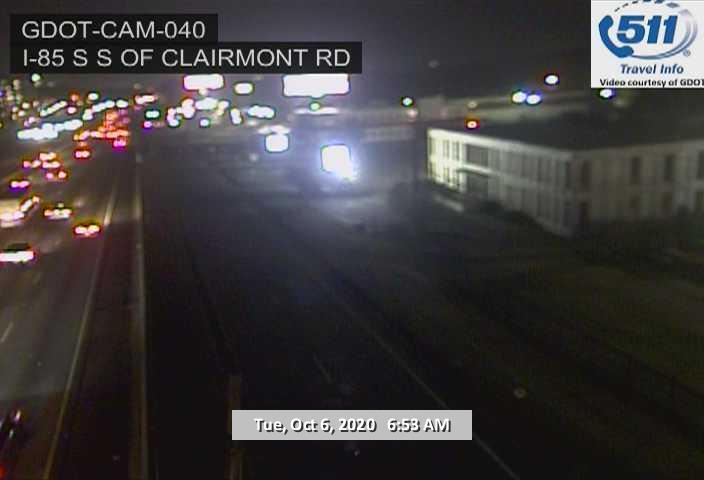 GDOT-CAM-040
I-85 S S OF CLAIRMONT RD
511
Travel Info
Video courtesy of GDOT
Tue, Oct 6, 2020 6:53 AM